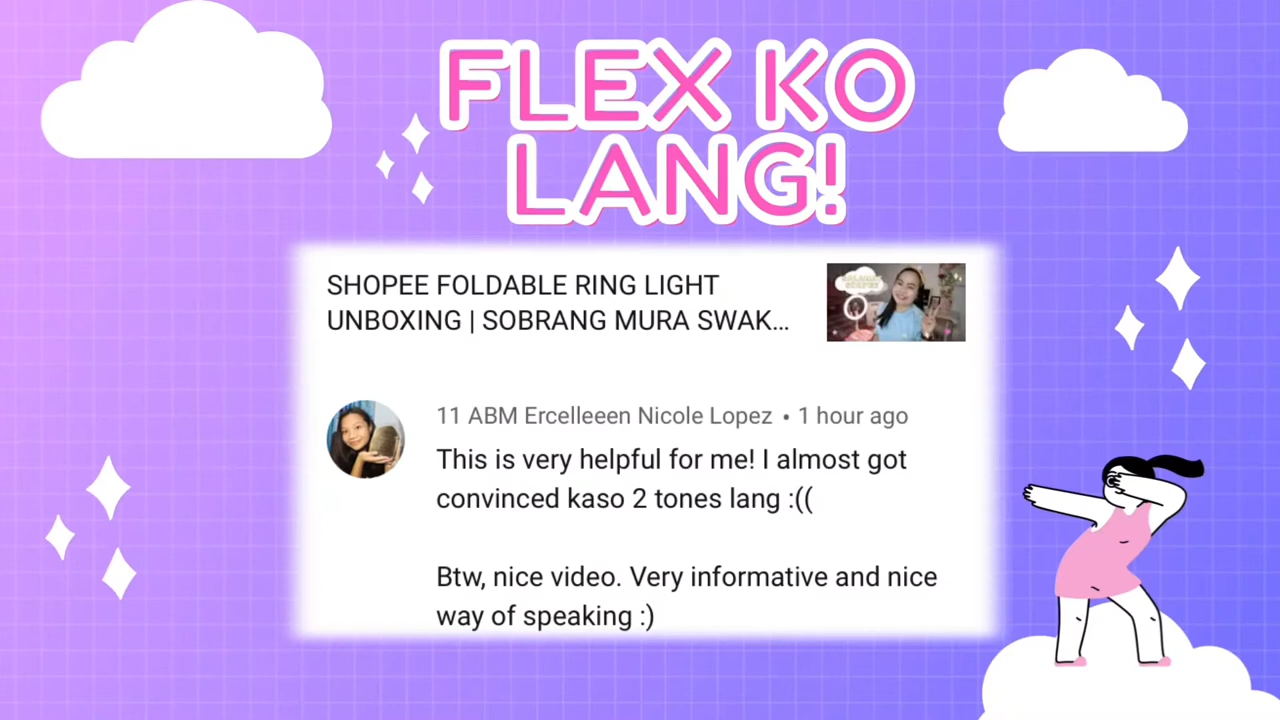 FLEX KO
LANG!
SHOPEE FOLDABLE RING LIGHT
UNBOXING | SOBRANG MURA SWAK...
11 ABM Ercelleeen Nicole Lopez • 1 hour ago
This is very helpful for me! I almost got
convinced kaso 2 tones lang :((
Btw, nice video. Very informative and nice
way of speaking :)